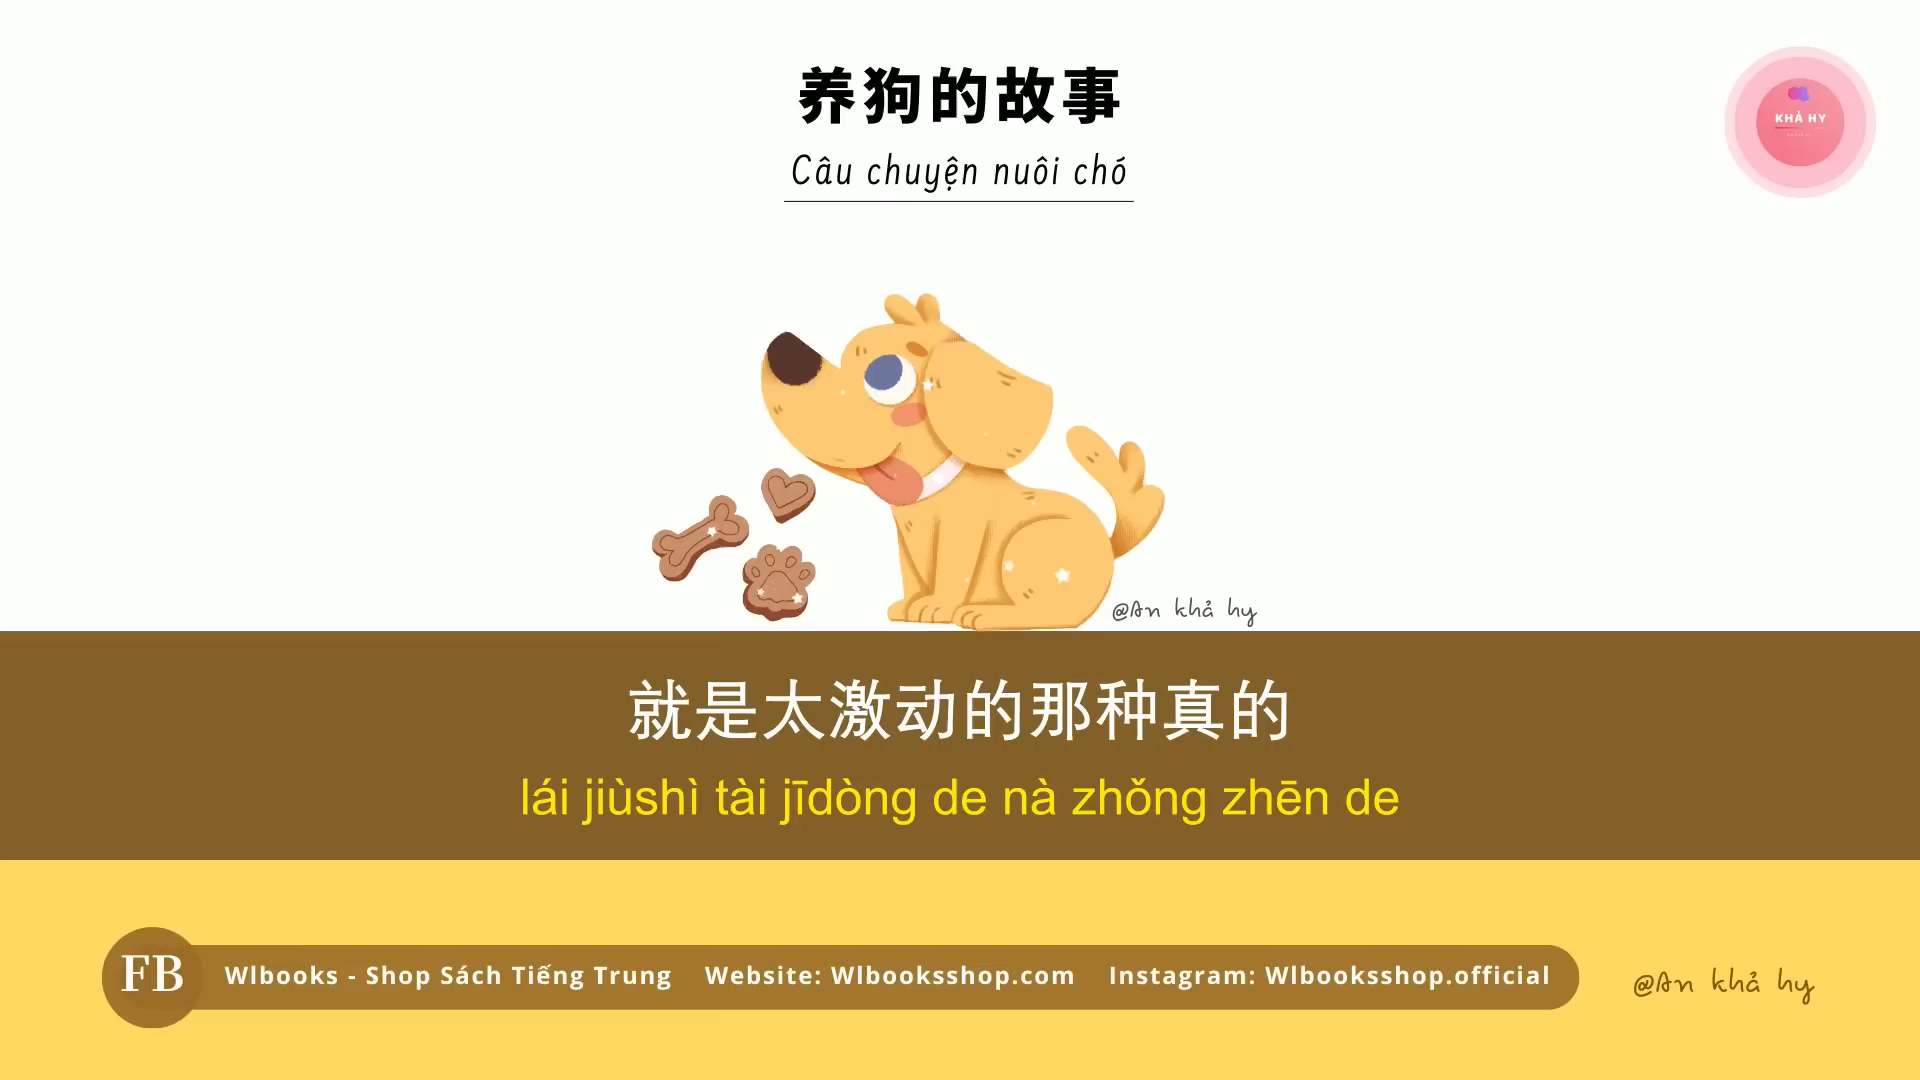 养狗的故事
Câu chuyện nuôi chó
KHẢ HY
@An khả hy
就是太激动的那种真的
lái jiùshì tài jīdòng de nà zhǒng zhēn de
FB Wlbooks - Shop Sách Tiếng Trung Website: Wlbooksshop.com Instagram: Wlbooksshop.official
@An khả hy